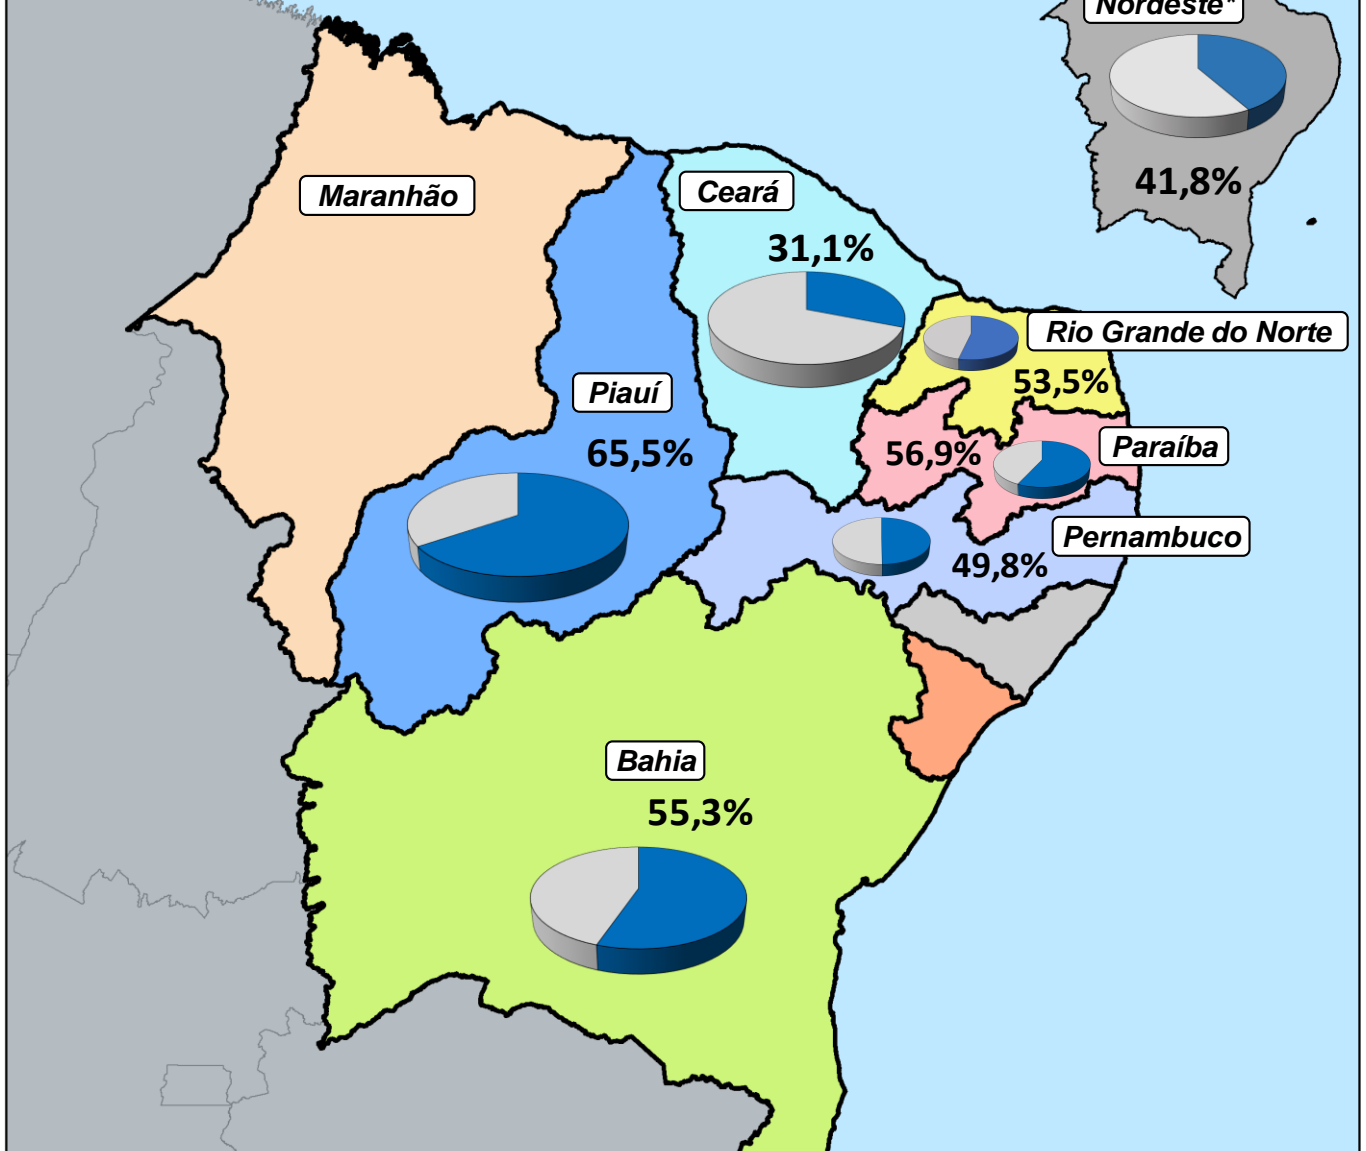 Nordeste*
41,8%
Maranhão
Ceará
31,1%
Rio Grande do Norte
53,5%
Piauí
65,5%
Paraíba
56,9%
Pernambuco
49,8%
Bahia
55,3%